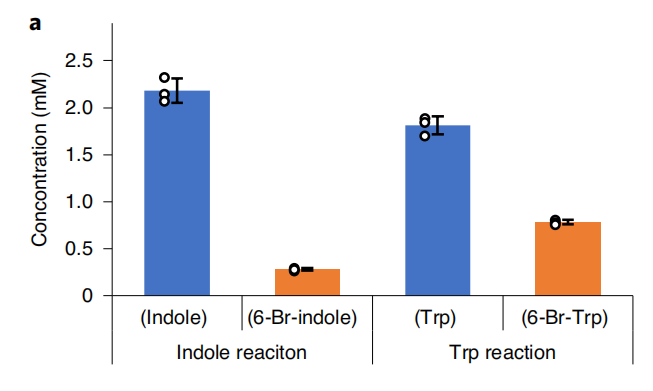 a
Concontration (mM)
2.5
2.0
1.5
1.0
0.5
0
(Indole) (6-Br-indole) (Trp) (6-Br-Trp)
Indole reaciton Trp reaction